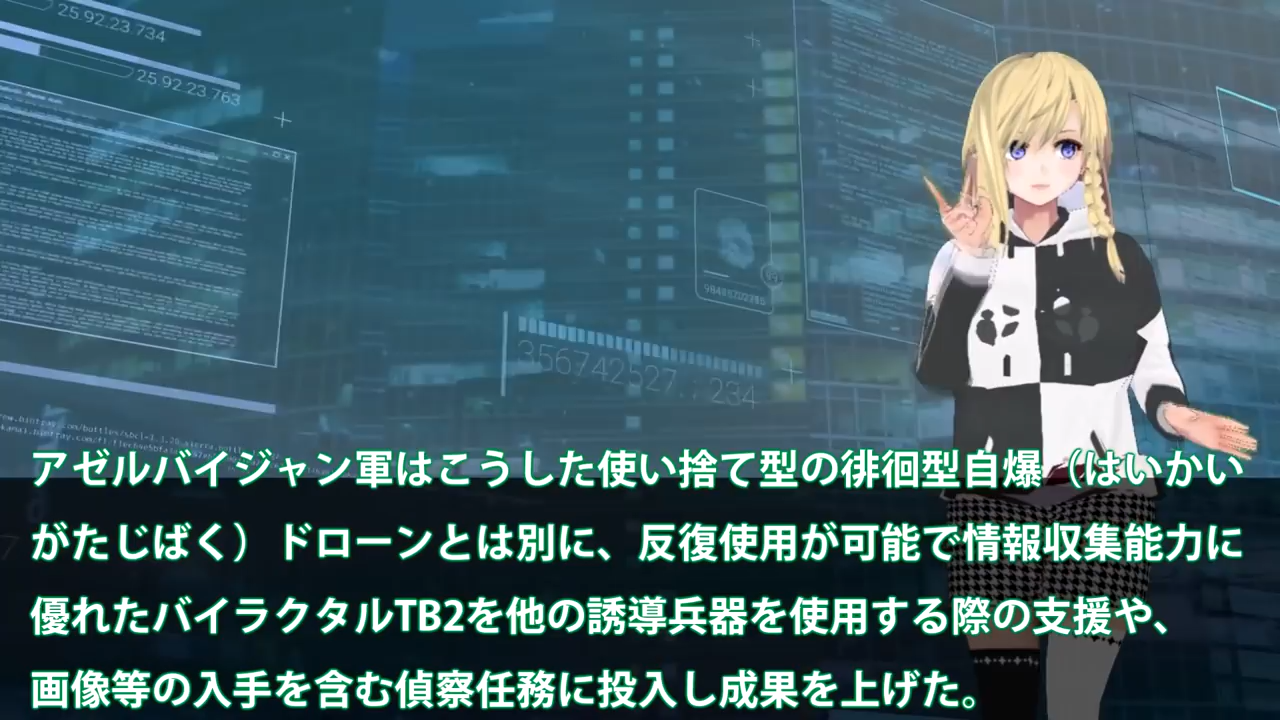 25.92.23.734
25.92.23.763
356742527.:234
アゼルバイジャン軍はこうした使い捨て型の徘徊型自爆（はいかい
がたじばく）ドローンとは別に、反復使用が可能で情報収集能力に
優れたバイラクタルTB2を他の誘導兵器を使用する際の支援や、
画像等の入手を含む偵察任務に投入し成果を上げた。